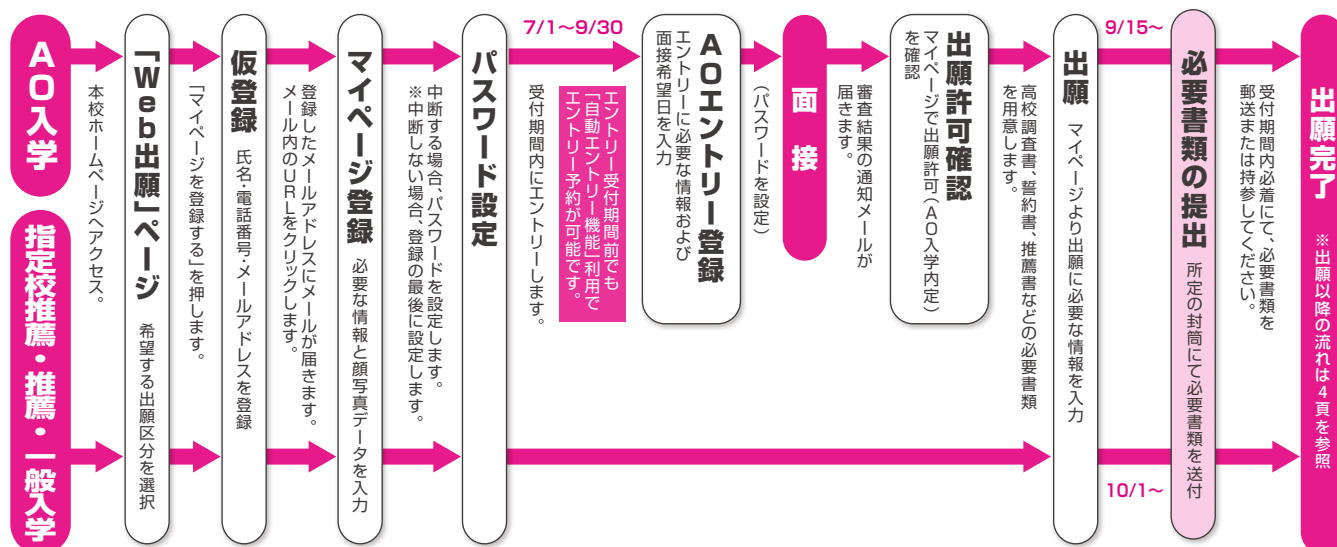 AO入学
指定校推薦・推薦・一般入学
本校ホームページへアクセス。
「Web出願」ページ
希望する出願区分を選択
「マイページを登録する」を押します。
仮登録
氏名・電話番号・メールアドレスを登録
登録したメールアドレスにメールが届きます。
メール内のURLをクリックします。
マイページ登録
必要な情報と顔写真データを入力
中断する場合、パスワードを設定します。
※中断しない場合、登録の最後に設定します。
パスワード設定
7/1～9/30
受付期間内にエントリーします。
エントリー受付期間前でも
「自動エントリー機能」利用で
エントリー予約が可能です。
AOエントリー登録
エントリーに必要な情報および
面接希望日を入力
(パスワードを設定)
面接
審査結果の通知メールが
届きます。
出願許可確認
マイページで出願許可(AO入学内定)
を確認
高校調査書、誓約書、推薦書などの必要書類
を用意します。
出願
マイページより出願に必要な情報を入力
9/15～
10/1～
必要書類の提出
所定の封筒にて必要書類を送付
受付期間内必着にて、必要書類を
郵送または持参してください。
出願完了
※出願以降の流れは4頁を参照